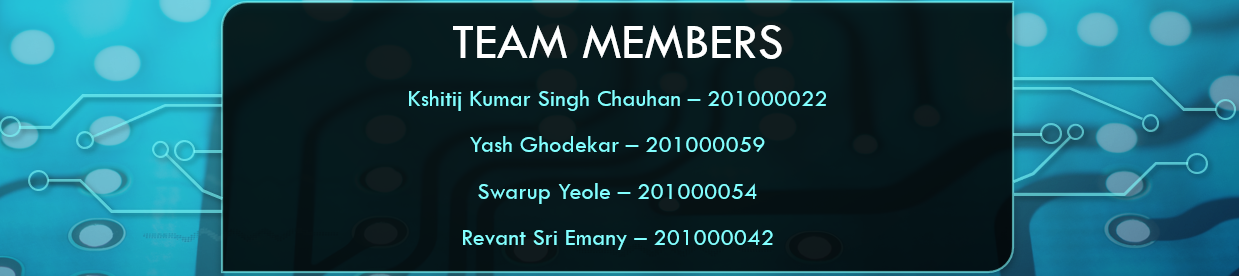 TEAM MEMBERS
Kshitij Kumar Singh Chauhan – 201000022
Yash Ghodekar – 201000059
Swarup Yeole – 201000054
Revant Sri Emany – 201000042